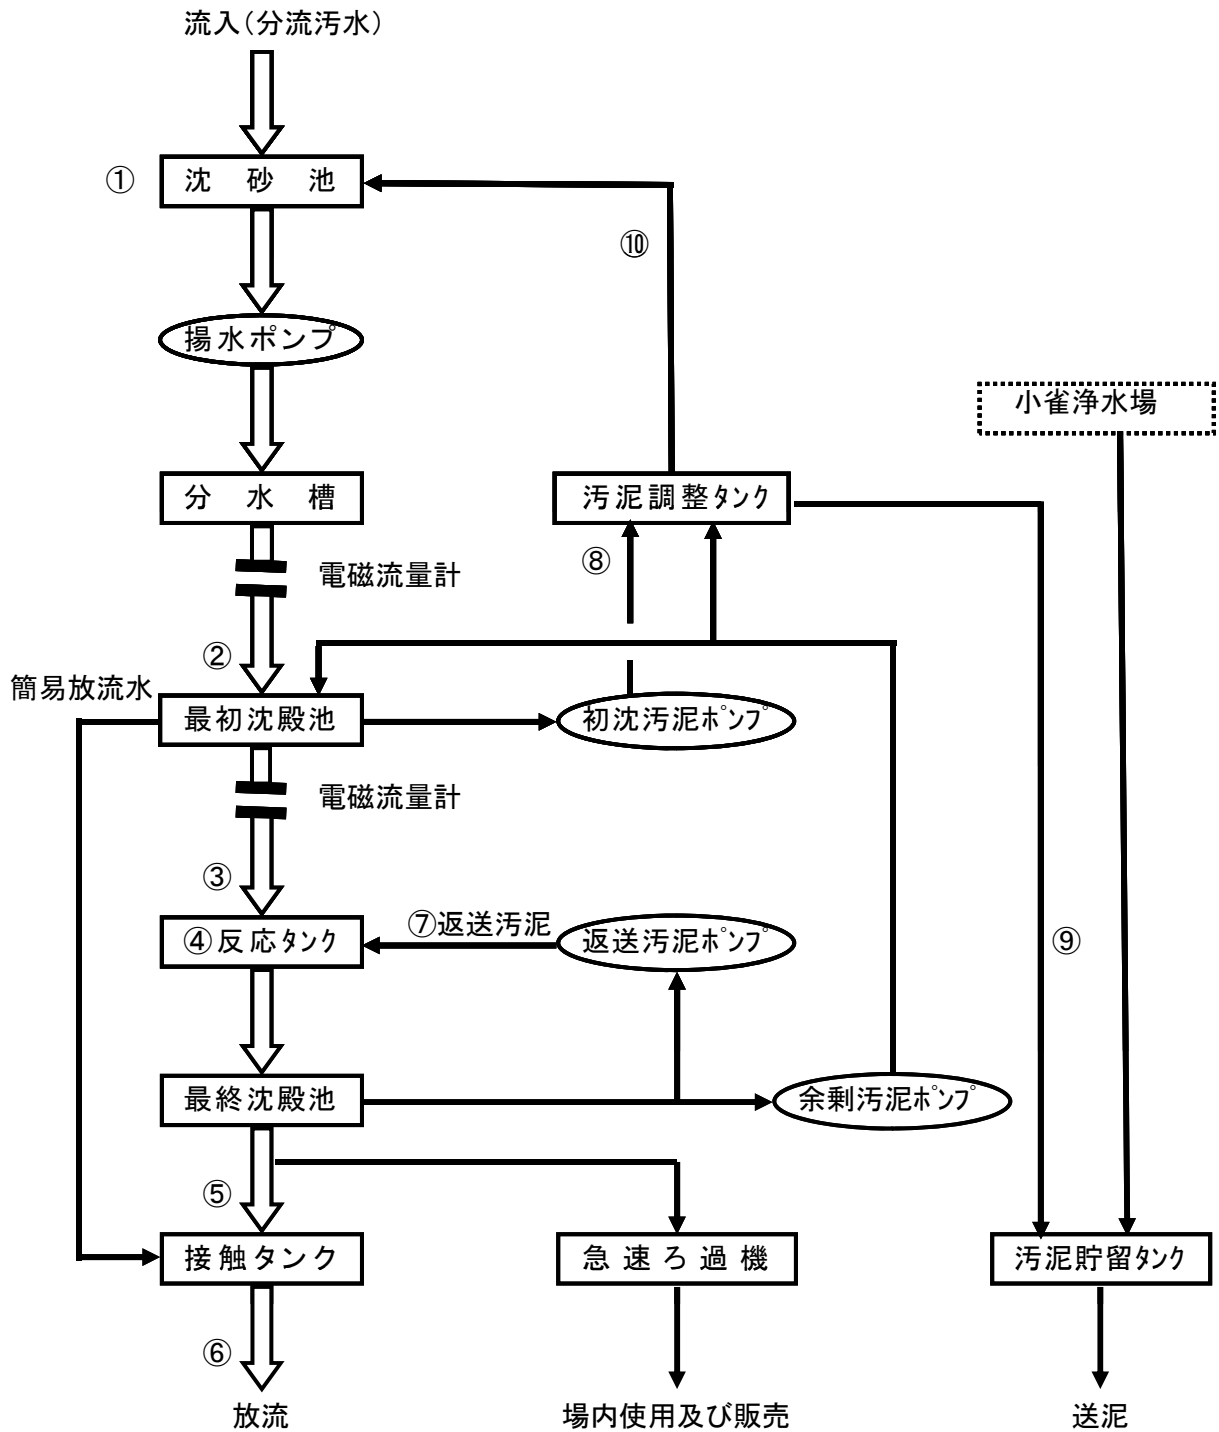 流入(分流汚水)
①
沈砂池
⑩
揚水ポンプ
小雀浄水場
分水槽
汚泥調整タンク
電磁流量計
⑧
②
簡易放流水
最初沈殿池
初沈汚泥ポンプ
電磁流量計
③
⑦返送汚泥
④反応タンク
返送汚泥ポンプ
⑨
最終沈殿池
余剰汚泥ポンプ
⑤
接触タンク
急速ろ過機
汚泥貯留タンク
⑥
放流
場内使用及び販売
送泥